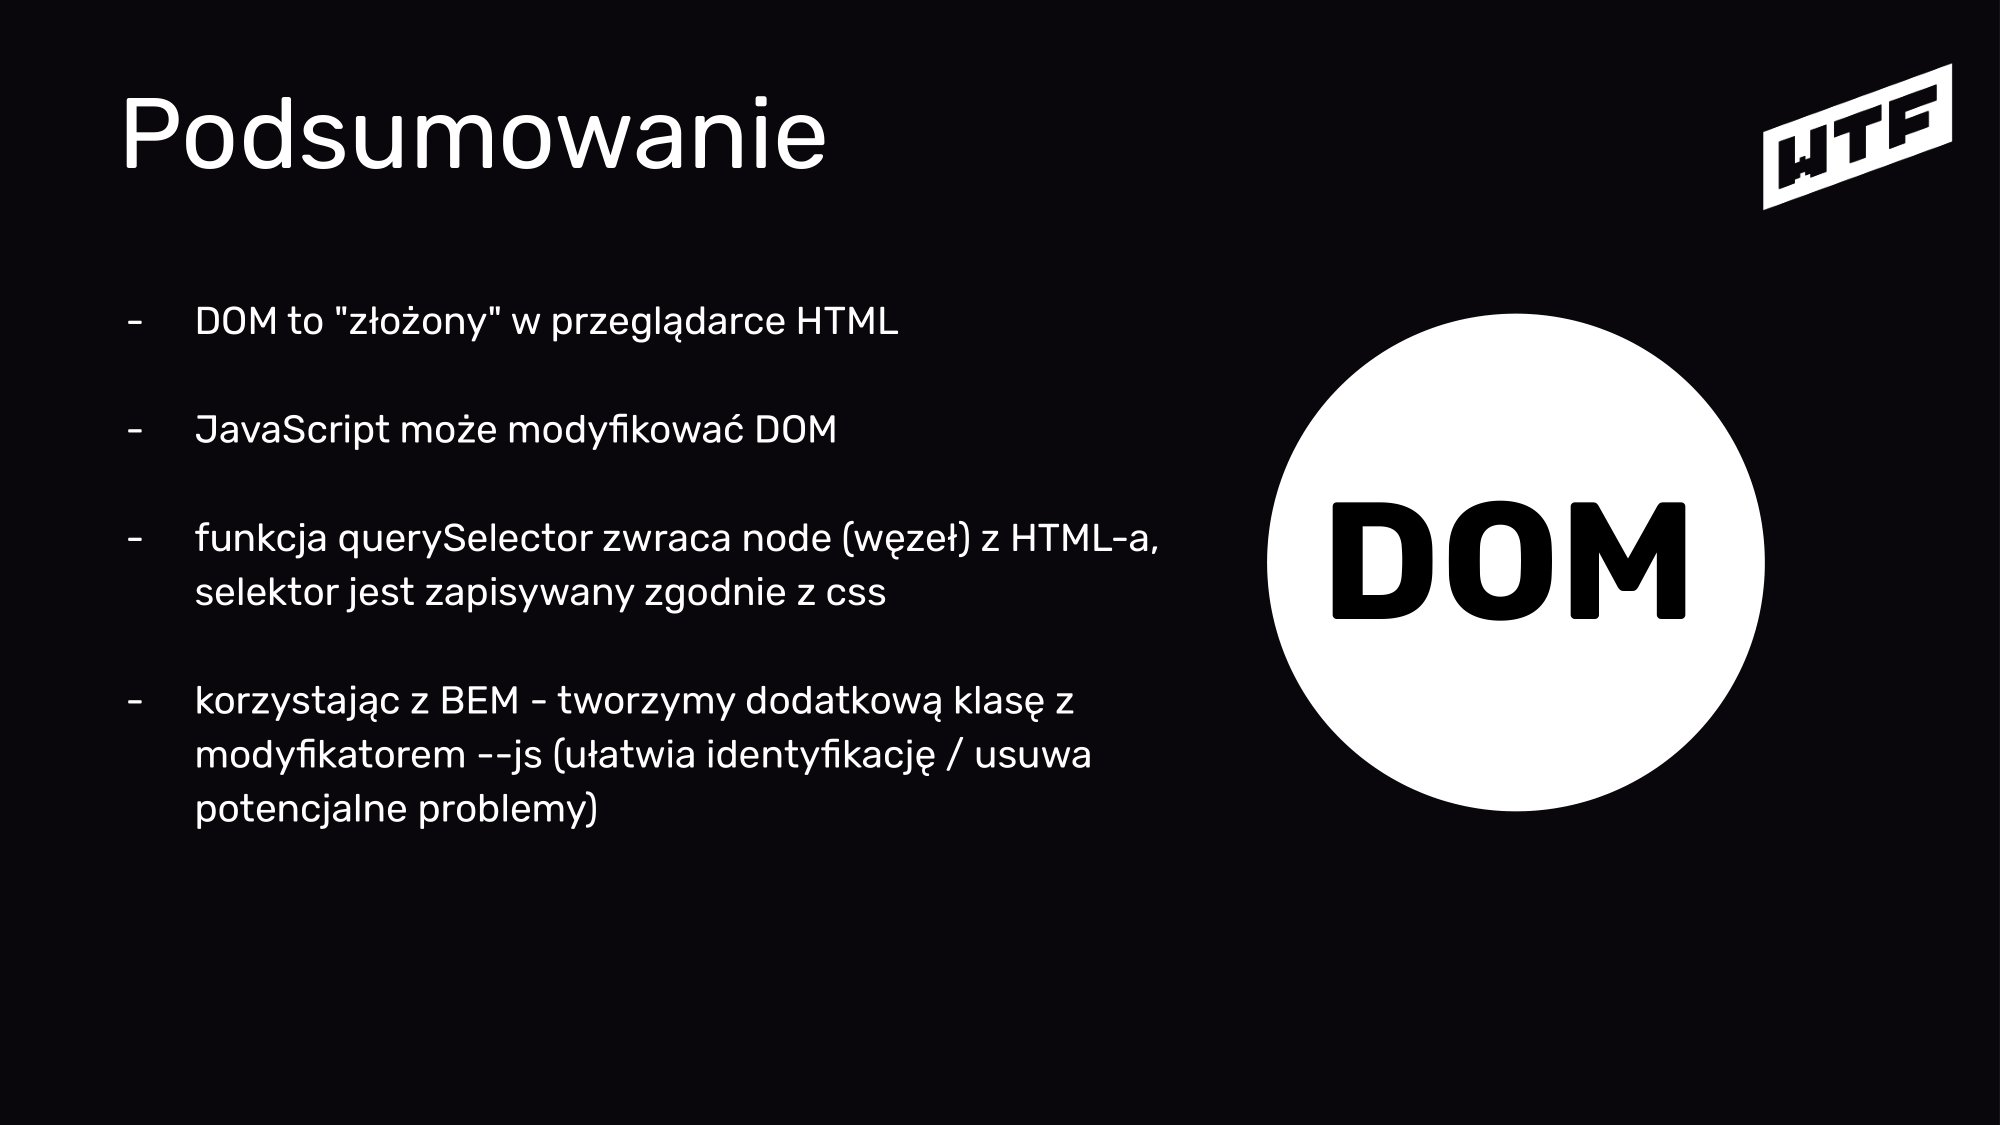 Podsumowanie
WTF
- DOM to "złożony" w przeglądarce HTML
- JavaScript może modyfikować DOM
- funkcja querySelector zwraca node (węzeł) z HTML-a,
selektor jest zapisywany zgodnie z css
- korzystając z BEM - tworzymy dodatkową klasę z
modyfikatorem --js (ułatwia identyfikację / usuwa
potencjalne problemy)
DOM